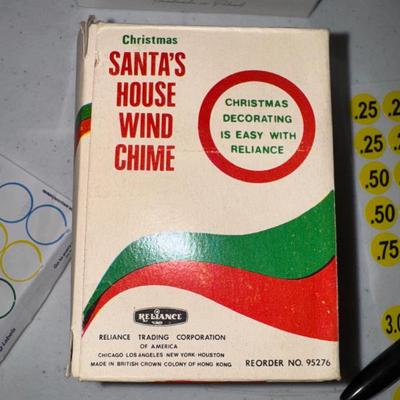 Christmas
SANTA'S
HOUSE
WIND
CHIME
CHRISTMAS
DECORATING
IS EASY WITH
RELIANCE
RELIANCE
RELIANCE TRADING CORPORATION
OF AMERICA
CHICAGO LOS ANGELES NEW YORK HOUSTON
MADE IN BRITISH CROWN COLONY OF HONG KONG
REORDER NO. 95276
.25
.50
.50
.75